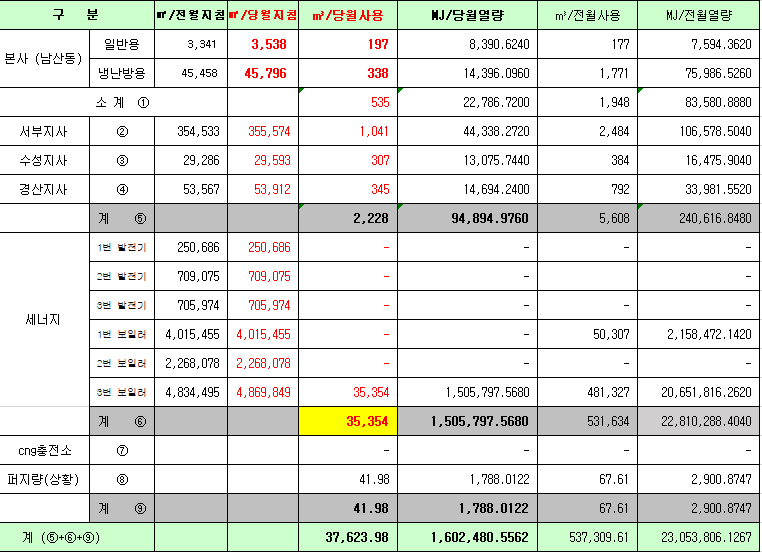 구 분 ㎥/전월지침 ㎥/당월지침 ㎥/당월사용 MJ/당월열량 ㎥/전월사용 MJ/전월열량
본사 (남산동) 일반용 3,341 3,538 197 8,390.6240 177 7,594.3620
냉난방용 45,458 45,796 338 14,396.0960 1,771 75,986.5260
소 계 ① 535 22,786.7200 1,948 83,580.8880
서부지사 ② 354,533 355,574 1,041 44,338.2720 2,484 106,578.5040
수성지사 ③ 29,286 29,593 307 13,075.7440 384 16,475.9040
경산지사 ④ 53,567 53,912 345 14,694.2400 792 33,981.5520
계 ⑤ 2,228 94,894.9760 5,608 240,616.8480
세너지 1번 발전기 250,686 250,686 - - - -
2번 발전기 709,075 709,075 - - - -
3번 발전기 705,974 705,974 - - - -
1번 보일러 4,015,455 4,015,455 - 50,307 2,158,472.1420
2번 보일러 2,268,078 2,268,078 - - -
3번 보일러 4,834,495 4,869,849 35,354 1,505,797.5680 481,327 20,651,816.2620
계 ⑥ 35,354 1,505,797.5680 531,634 22,810,288.4040
cng충전소 ⑦ - - - -
폐지량(상황) ⑧ 41.98 1,788.0122 67.61 2,900.8747
계 ⑨ 41.98 1,788.0122 67.61 2,900.8747
계 (⑤+⑥+⑨) 37,623.98 1,602,480.5562 537,309.61 23,053,806.1267